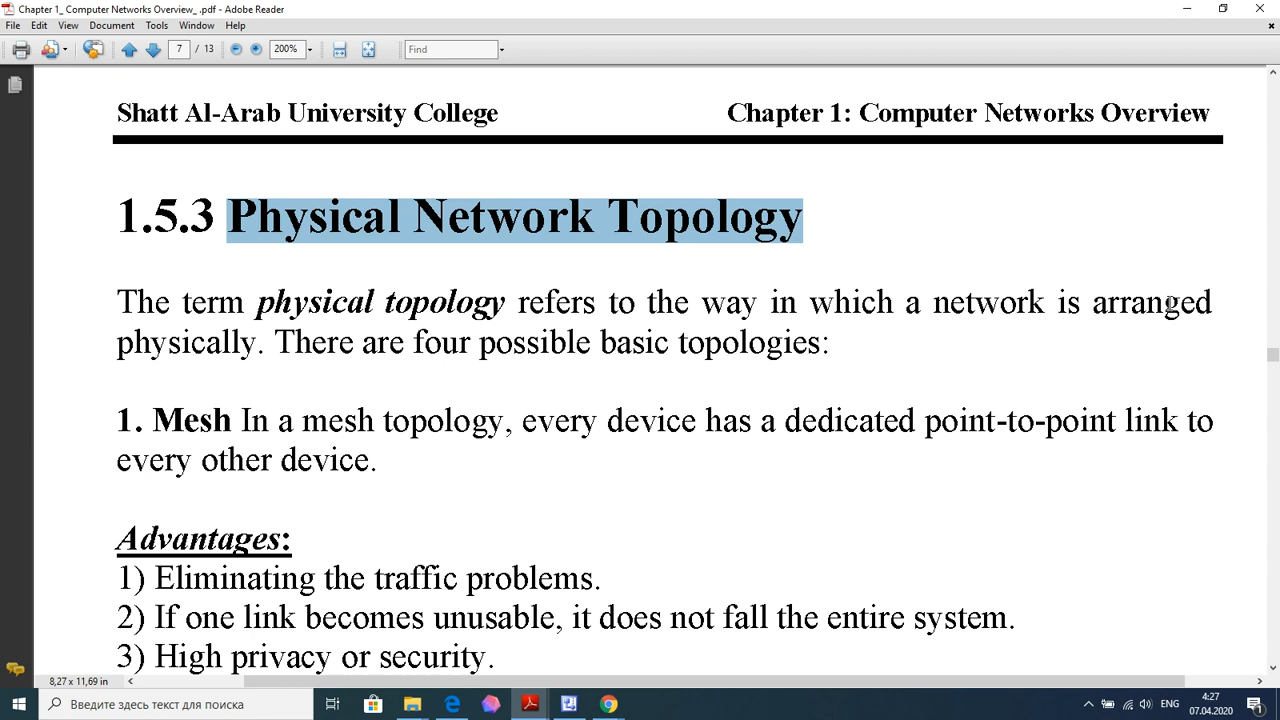 Chapter 1_ Computer Networks Overview_ .pdf - Adobe Reader
File Edit View Document Tools Window Help
7 / 13 200% Find
Shatt Al-Arab University College Chapter 1: Computer Networks Overview
1.5.3 Physical Network Topology
The term physical topology refers to the way in which a network is arranged
physically. There are four possible basic topologies:
1. Mesh In a mesh topology, every device has a dedicated point-to-point link to
every other device.
Advantages:
1) Eliminating the traffic problems.
2) If one link becomes unusable, it does not fall the entire system.
3) High privacy or security.
8,27 x 11,69 in
Введите здесь текст для поиска
ENG
4:27
07.04.2020
1